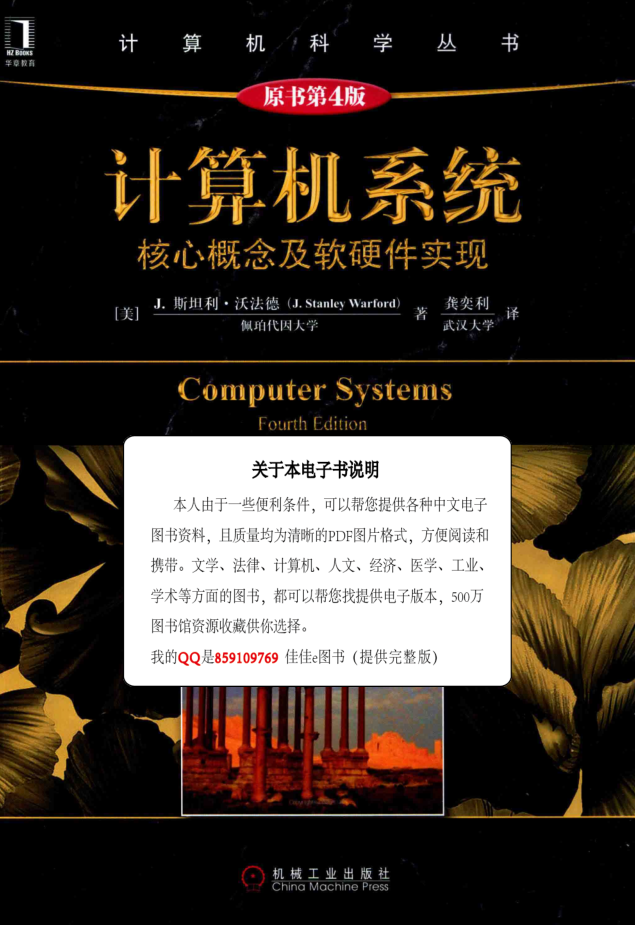 计算机科学丛书
HZ BOOKS
华章教育
原书第4版
计算机系统
核心概念及软硬件实现
[美] J. 斯坦利·沃法德 (J. Stanley Warford) 著 龚奕利 译
佩珀代因大学 武汉大学
Computer Systems
Fourth Edition
关于本电子书说明
本人由于一些便利条件，可以帮您提供各种中文电子
图书资料，且质量均为清晰的PDF图片格式，方便阅读和
携带。文学、法律、计算机、人文、经济、医学、工业、
学术等方面的图书，都可以帮您找提供电子版本，500万
图书馆资源收藏供你选择。
我的QQ是859109769 佳佳e图书（提供完整版）
机械工业出版社
China Machine Press